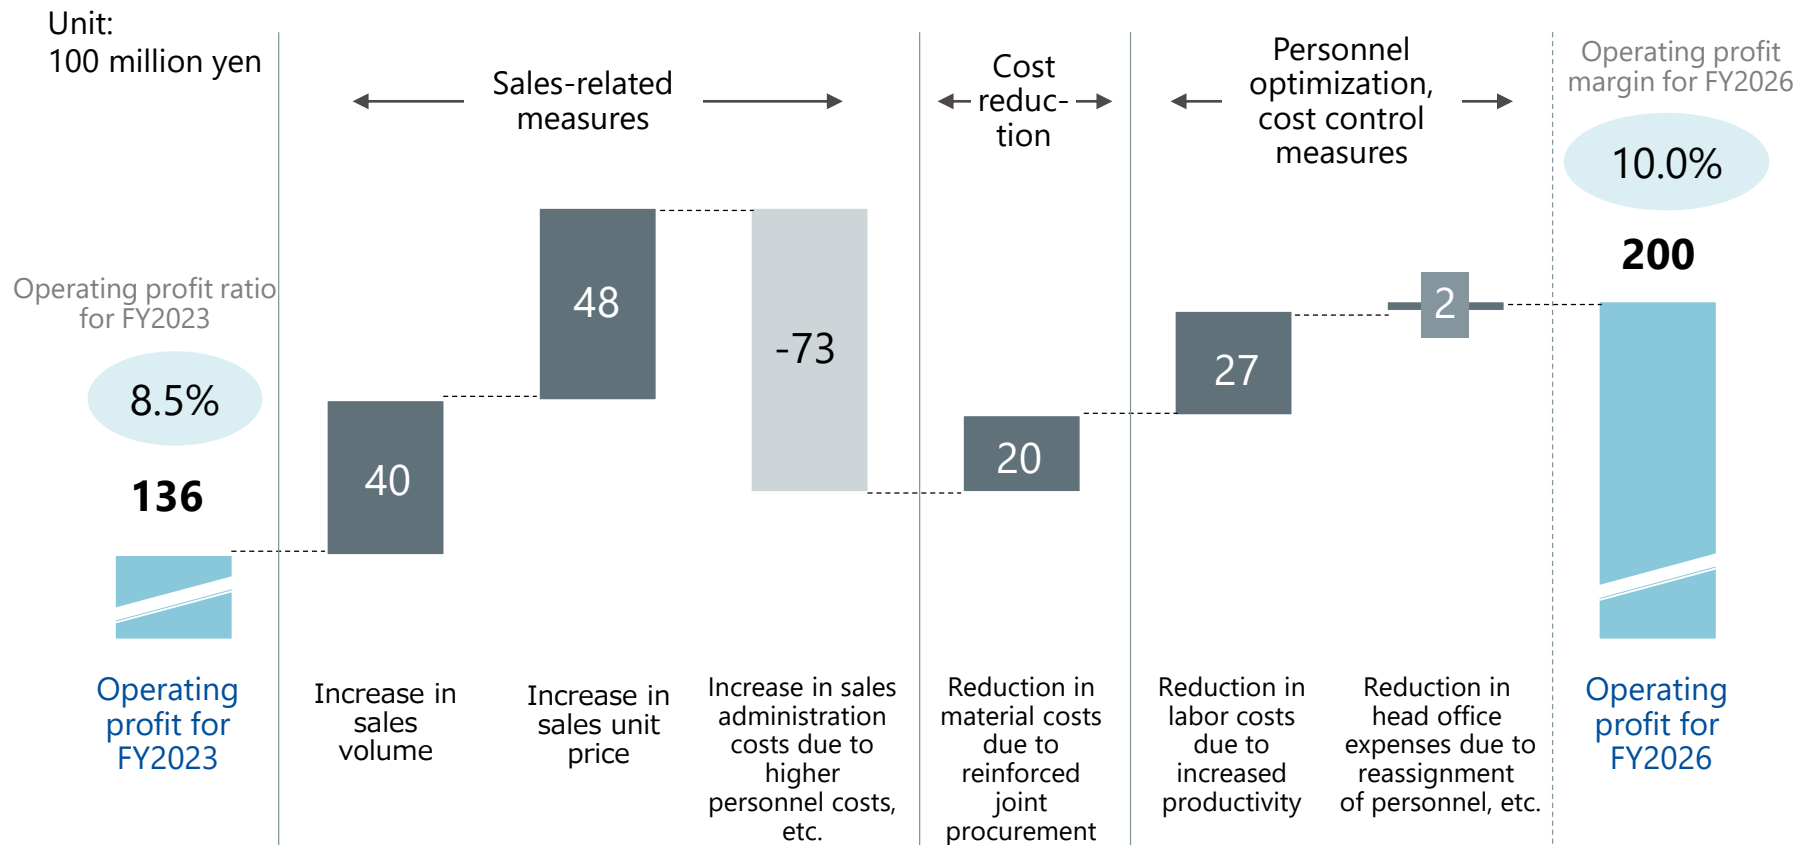 Unit:
100 million yen
Sales-related
measures
Cost
reduc-
tion
Personnel
optimization,
cost control
measures
Operating profit
margin for FY2026
10.0%
200
Operating profit ratio
for FY2023
8.5%
136
40
48
-73
20
27
2
Operating
profit for
FY2023
Increase in
sales
volume
Increase in
sales unit
price
Increase in sales
administration
costs due to
higher
personnel costs,
etc.
Reduction in
material costs
due to
reinforced
joint
procurement
Reduction in
labor costs
due to
increased
productivity
Reduction in
head office
expenses due to
reassignment
of personnel, etc.
Operating
profit for
FY2026